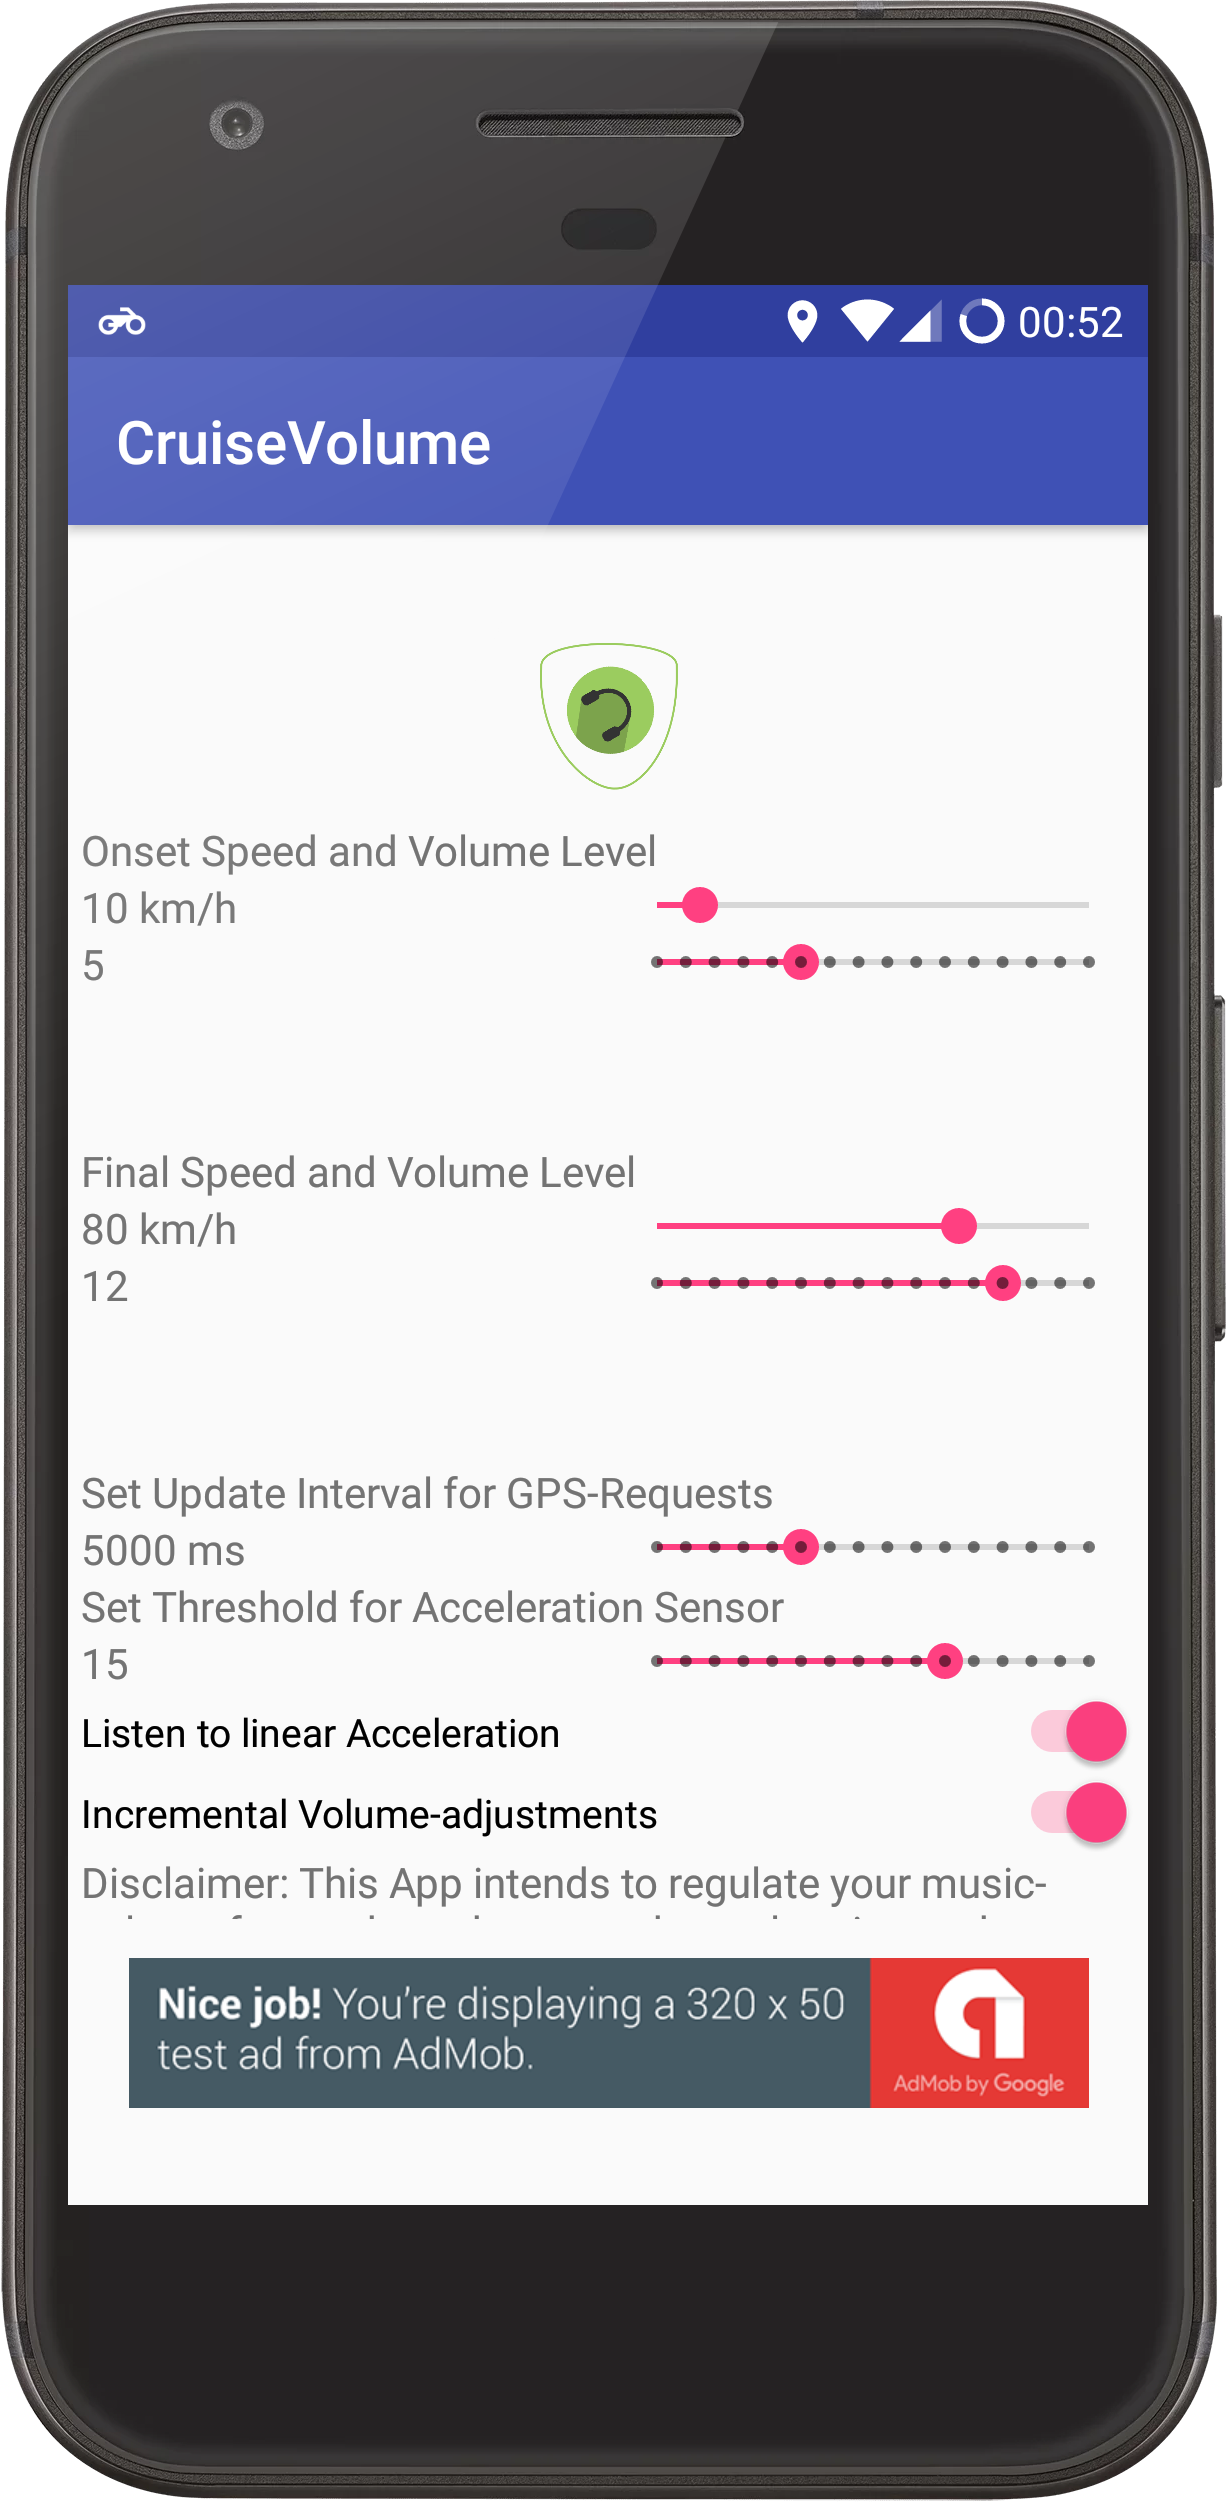 00:52
CruiseVolume
Onset Speed and Volume Level
10 km/h
5
Final Speed and Volume Level
80 km/h
12
Set Update Interval for GPS-Requests
5000 ms
Set Threshold for Acceleration Sensor
15
Listen to linear Acceleration
Incremental Volume-adjustments
Disclaimer: This App intends to regulate your music-
Nice job! You're displaying a 320 x 50
test ad from AdMob.
AdMob by Google